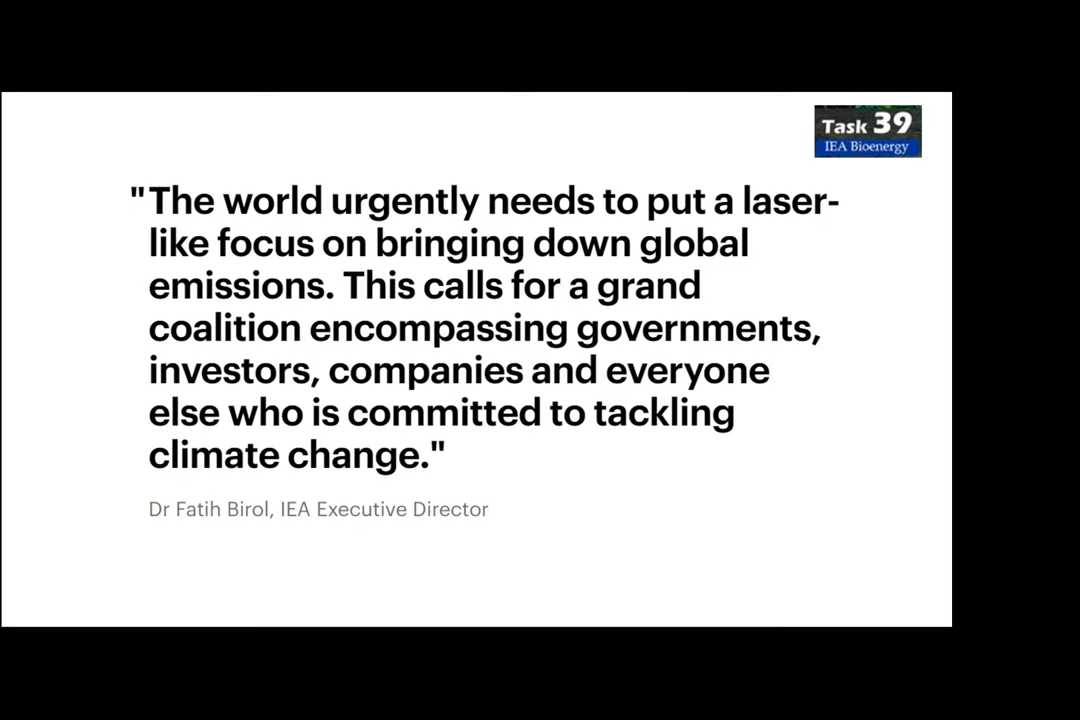 Task 39
IEA Bioenergy
"The world urgently needs to put a laser-
like focus on bringing down global
emissions. This calls for a grand
coalition encompassing governments,
investors, companies and everyone
else who is committed to tackling
climate change."
Dr Fatih Birol, IEA Executive Director